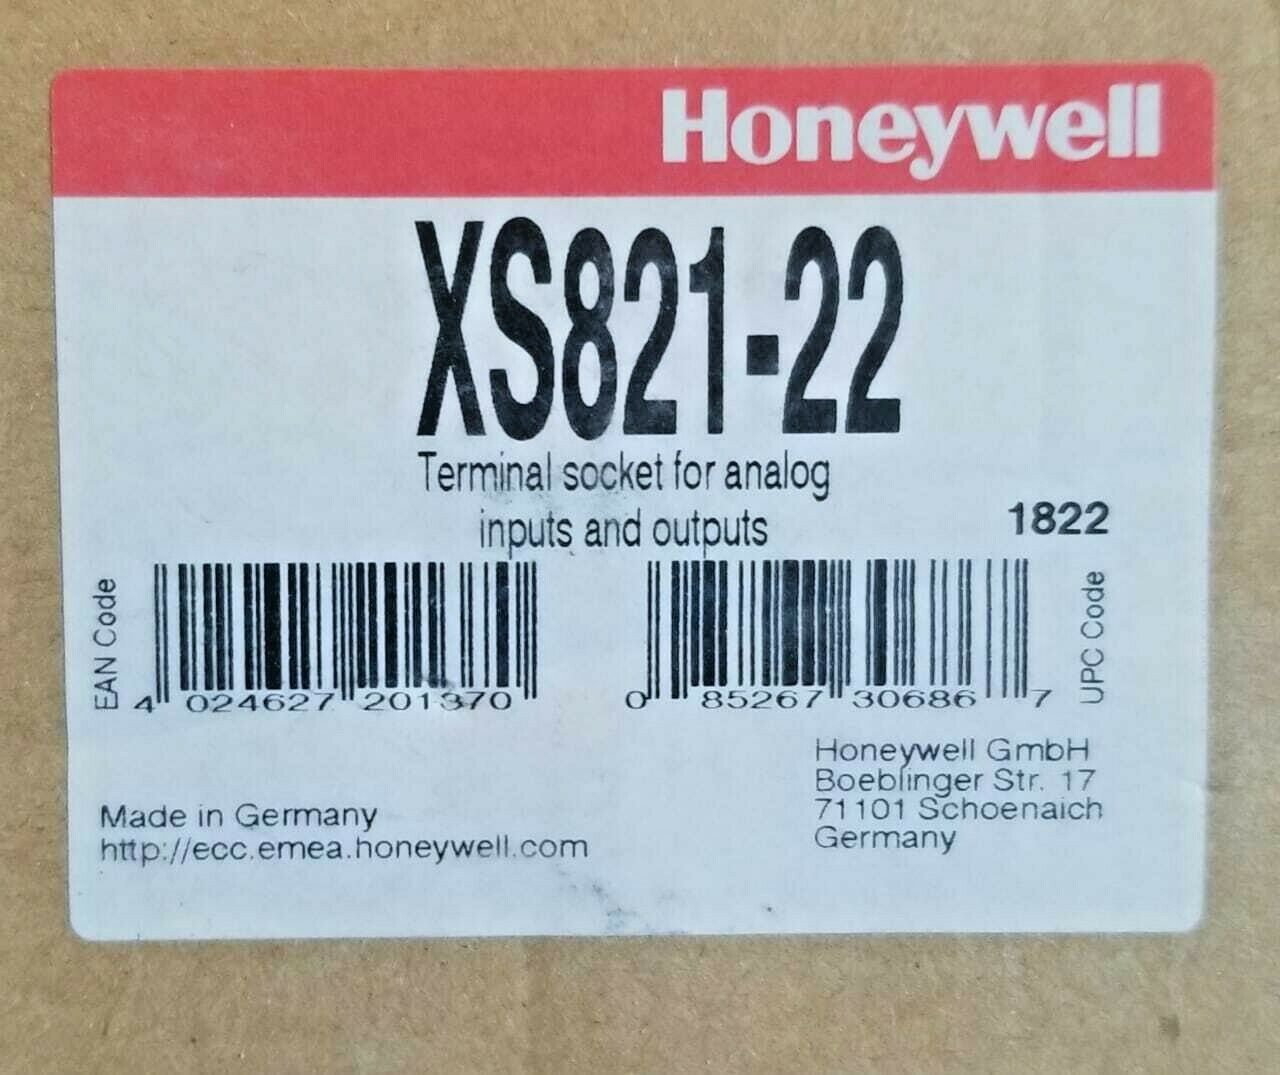 Honeywell
XS821-22
Terminal socket for analog
inputs and outputs
1822
EAN Code
4 024627 201370
0 85267 30686 7
UPC Code
Honeywell GmbH
Boeblinger Str. 17
71101 Schoenaich
Germany
Made in Germany
http://ecc.emea.honeywell.com